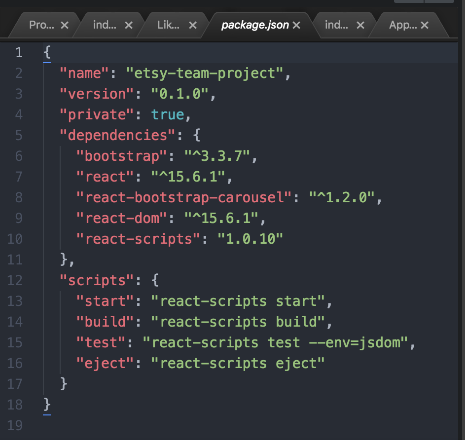 Pro... ind... Lik... package.json ind... App...
1 {
2 "name": "etsy-team-project",
3 "version": "0.1.0",
4 "private": true,
5 "dependencies": {
6 "bootstrap": "^3.3.7",
7 "react": "^15.6.1",
8 "react-bootstrap-carousel": "^1.2.0",
9 "react-dom": "^15.6.1",
10 "react-scripts": "1.0.10"
11 },
12 "scripts": {
13 "start": "react-scripts start",
14 "build": "react-scripts build",
15 "test": "react-scripts test --env=jsdom",
16 "eject": "react-scripts eject"
17 }
18 }
19